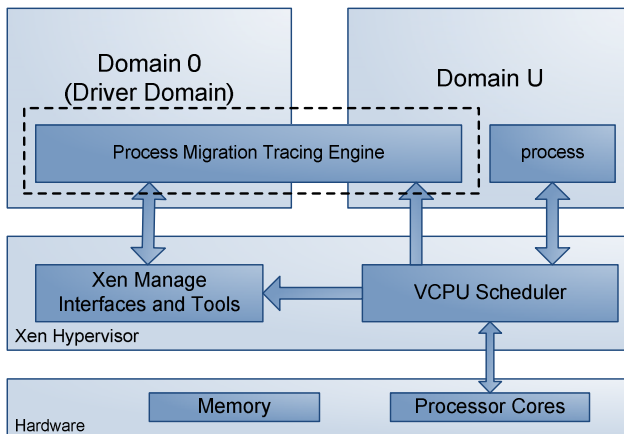 Domain 0
(Driver Domain)
Domain U
Process Migration Tracing Engine
process
Xen Manage
Interfaces and Tools
VCPU Scheduler
Xen Hypervisor
Memory
Processor Cores
Hardware